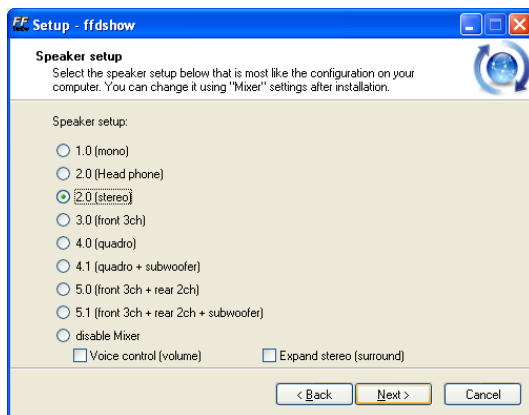 Setup - ffdshow
Speaker setup
Select the speaker setup below that is most like the configuration on your
computer. You can change it using "Mixer" settings after installation.
Speaker setup:
1.0 (mono)
2.0 (Head phone)
2.0 (stereo)
3.0 (front 3ch)
4.0 (quadro)
4.1 (quadro + subwoofer)
5.0 (front 3ch + rear 2ch)
5.1 (front 3ch + rear 2ch + subwoofer)
disable Mixer
Voice control (volume) Expand stereo (surround)
< Back Next > Cancel